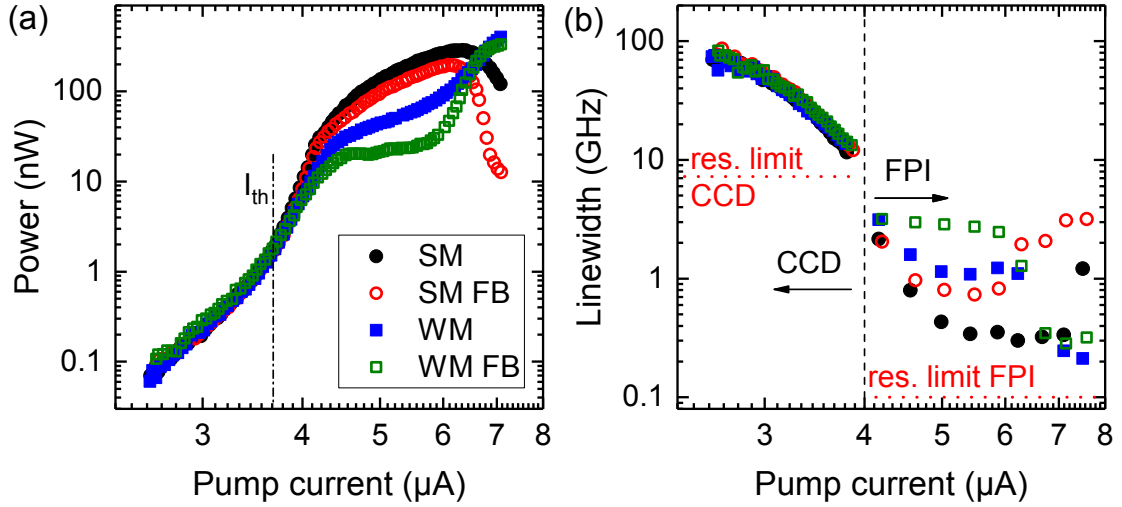 (a)
Power (nW)
100
10
1
0.1
I_th
SM
SM FB
WM
WM FB
3
4
5
6
7
8
Pump current (µA)
(b)
Linewidth (GHz)
100
10
1
0.1
res. limit
CCD
FPI
CCD
res. limit FPI
3
4
5
6
7
8
Pump current (µA)